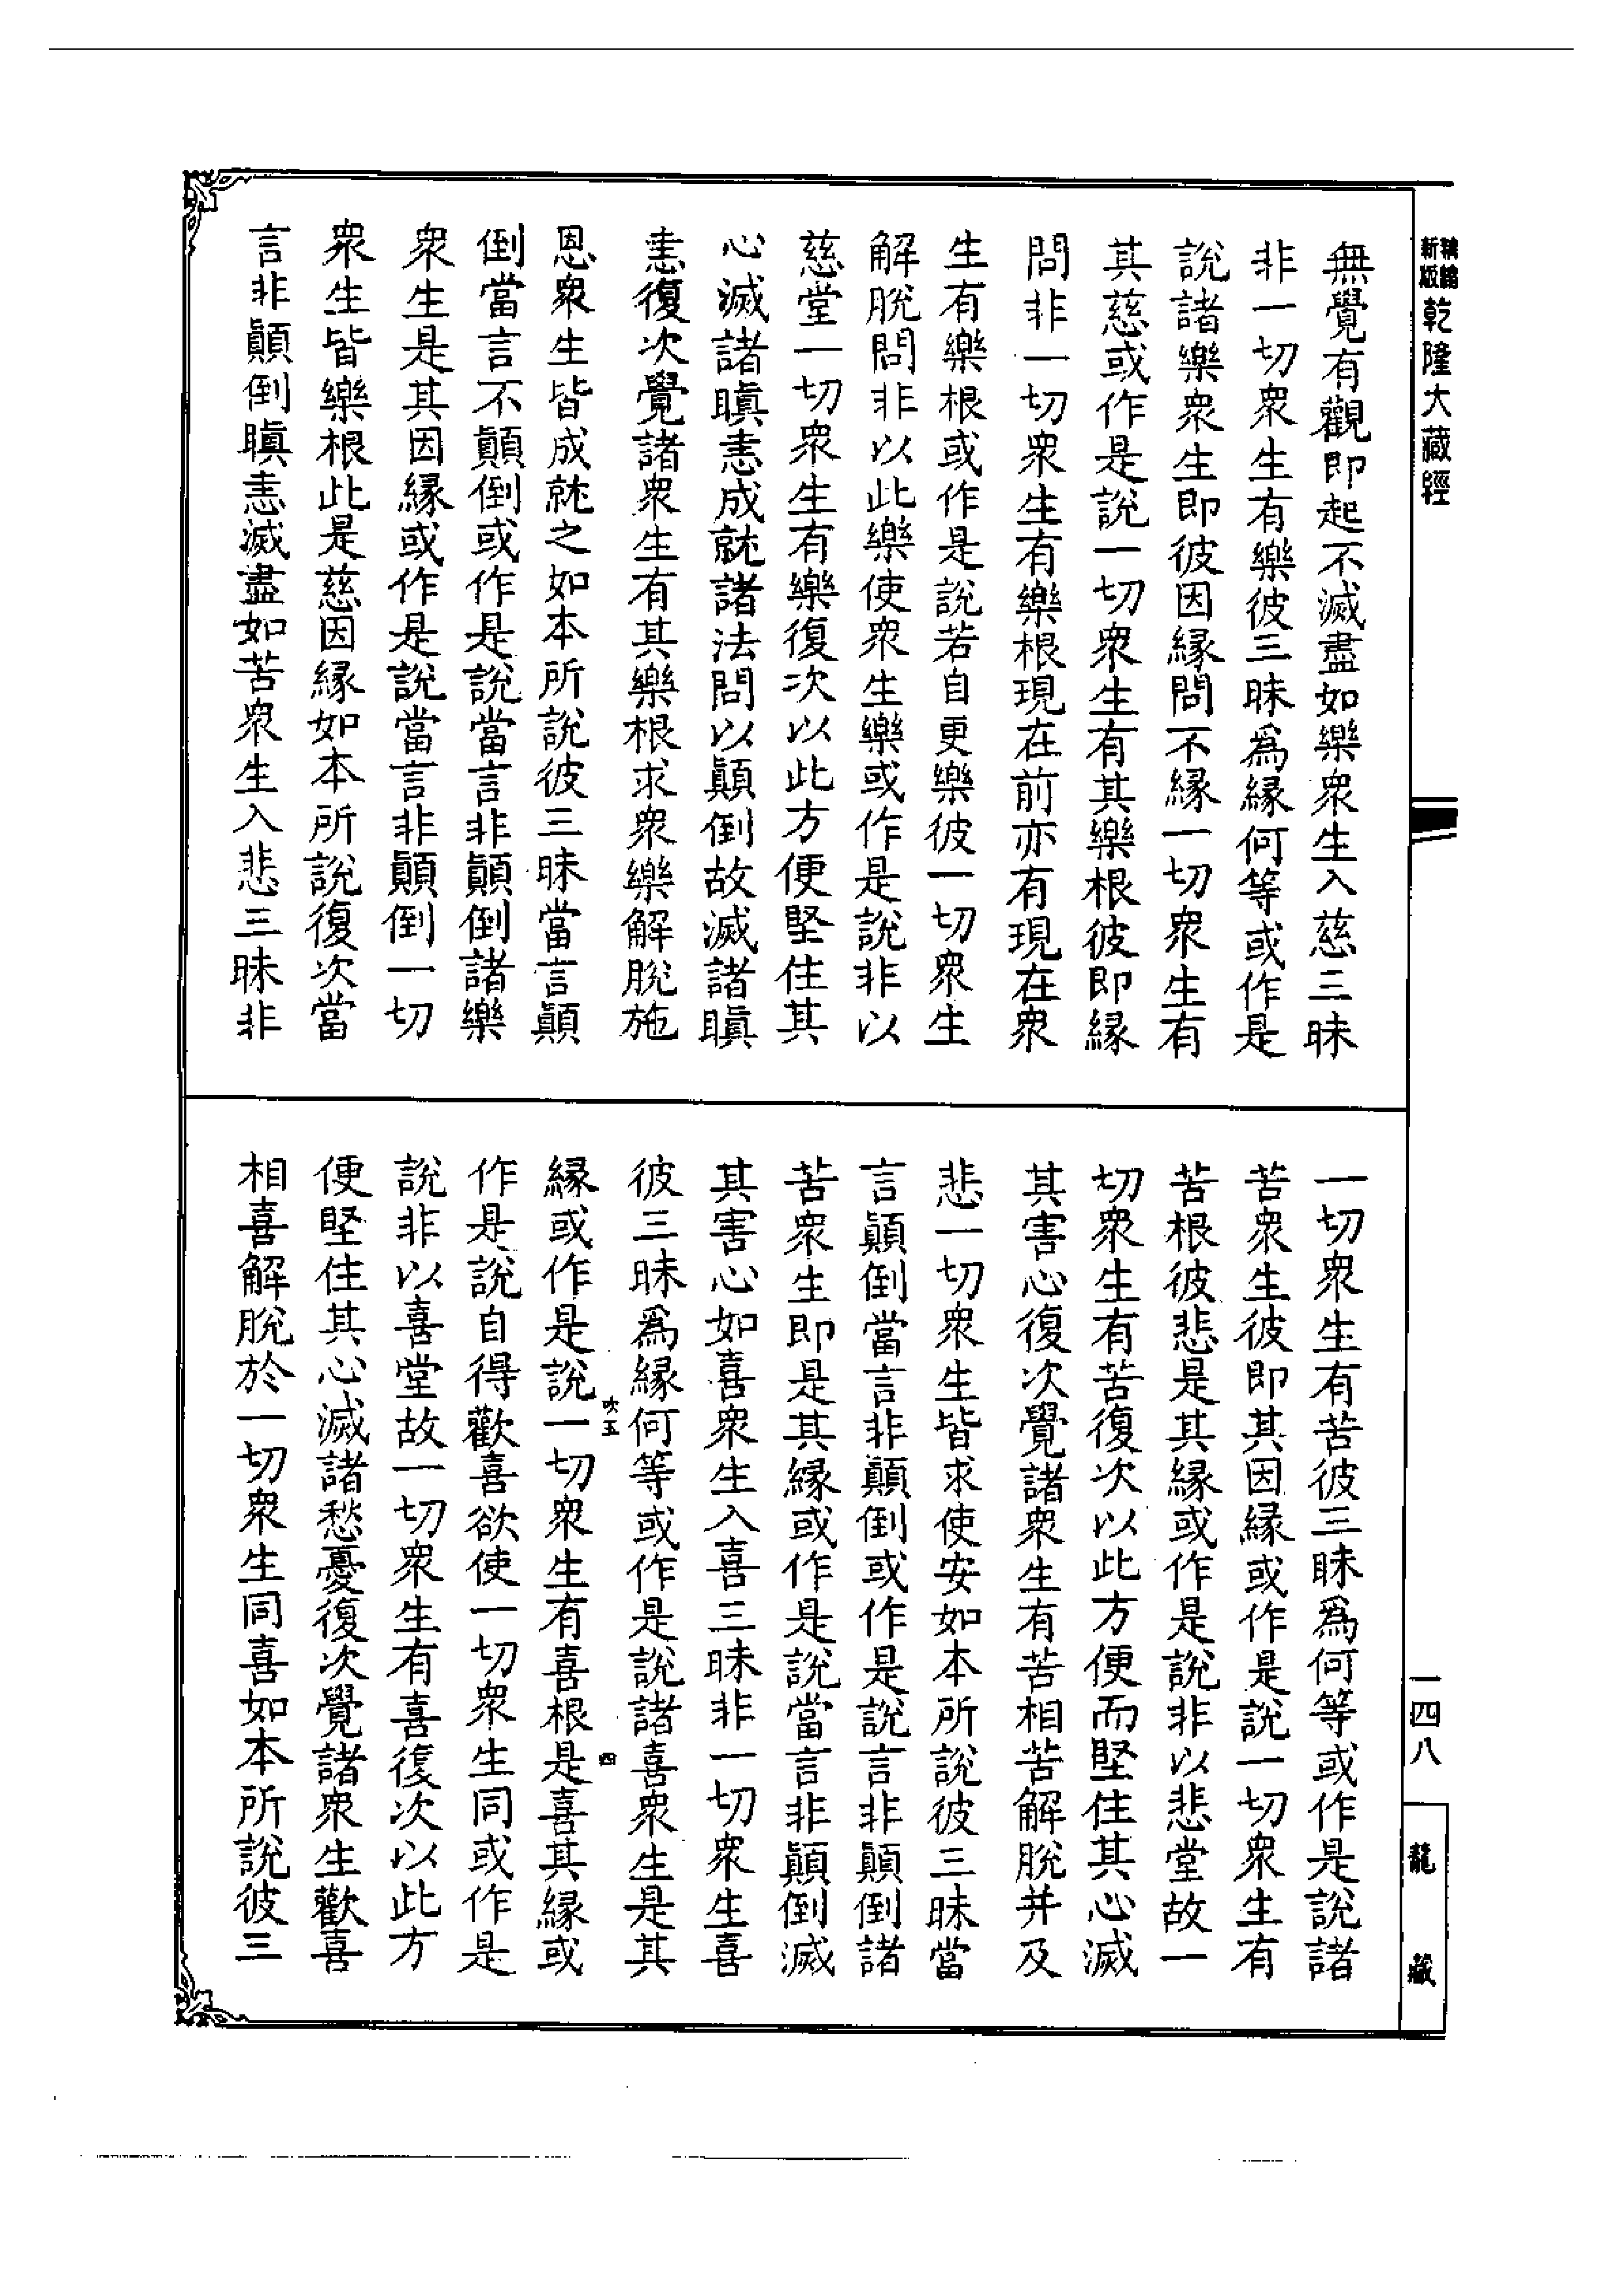 新編縮版 乾隆大藏經
無覺有觀即起不滅盡如樂衆生入慈三昧
非一切衆生有樂彼三昧爲緣何等或作是
說諸樂衆生即彼因緣問不緣一切衆生有
其慈或作是說一切衆生有其樂根彼即緣
問非一切衆生有樂根現在前亦有現在衆
生有樂根或作是說若自更樂彼一切衆生
解脫問非以此樂使衆生樂或作是說非以
慈堂一切衆生有樂復次以此方便堅住其
心滅諸瞋恚成就諸法問以顛倒故滅諸瞋
恚復次覺諸衆生有其樂根求衆樂解脫施
恩衆生皆成就之如本所說彼三昧當言顛
倒當言不顛倒或作是說當言非顛倒諸樂
衆生是其因緣或作是說當言非顛倒一切
衆生皆樂根此是慈因緣如本所說復次當
言非顛倒瞋恚滅盡如苦衆生入悲三昧非
一切衆生有苦彼三昧爲何等或作是說諸
苦衆生彼即其因緣或作是說一切衆生有
苦根彼悲是其緣或作是說非以悲堂故一
切衆生有苦復次以此方便而堅住其心滅
其害心復次覺諸衆生有苦相苦解脫并及
悲一切衆生皆求使安如本所說彼三昧當
言顛倒當言非顛倒或作是說言非顛倒諸
苦衆生即是其緣或作是說當言非顛倒滅
其害心如喜衆生入喜三昧非一切衆生喜
彼三昧爲緣何等或作是說諸喜衆生是其
緣或作是說一切衆生有喜根是喜其緣或
作是說自得歡喜欲使一切衆生同或作是
說非以喜堂故一切衆生有喜復次以此方
便堅住其心滅諸愁憂復次覺諸衆生歡喜
相喜解脫於一切衆生同喜如本所說彼三
吹五
四
一四八
龍藏